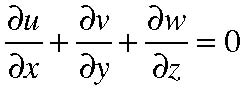 ∂u/∂x + ∂v/∂y + ∂w/∂z = 0